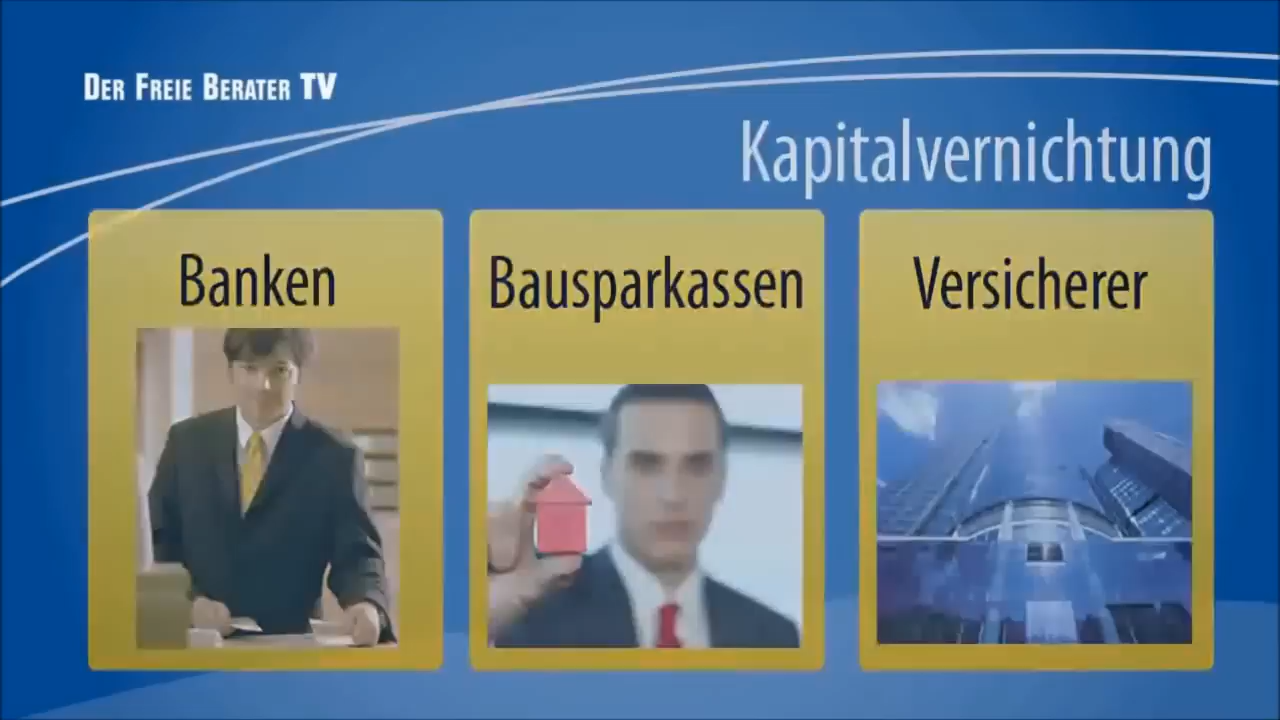 DER FREIE BERATER TV
Kapitalvernichtung
Banken
Bausparkassen
Versicherer